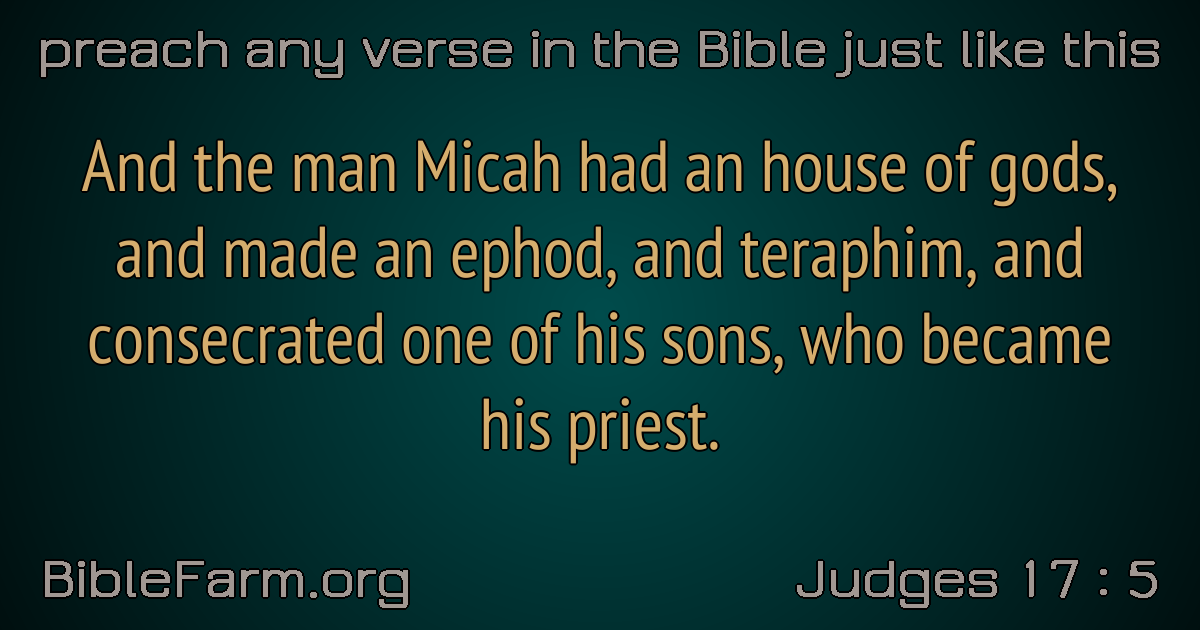 preach any verse in the Bible just like this
And the man Micah had an house of gods,
and made an ephod, and teraphim, and
consecrated one of his sons, who became
his priest.
BibleFarm.org
Judges 17 : 5